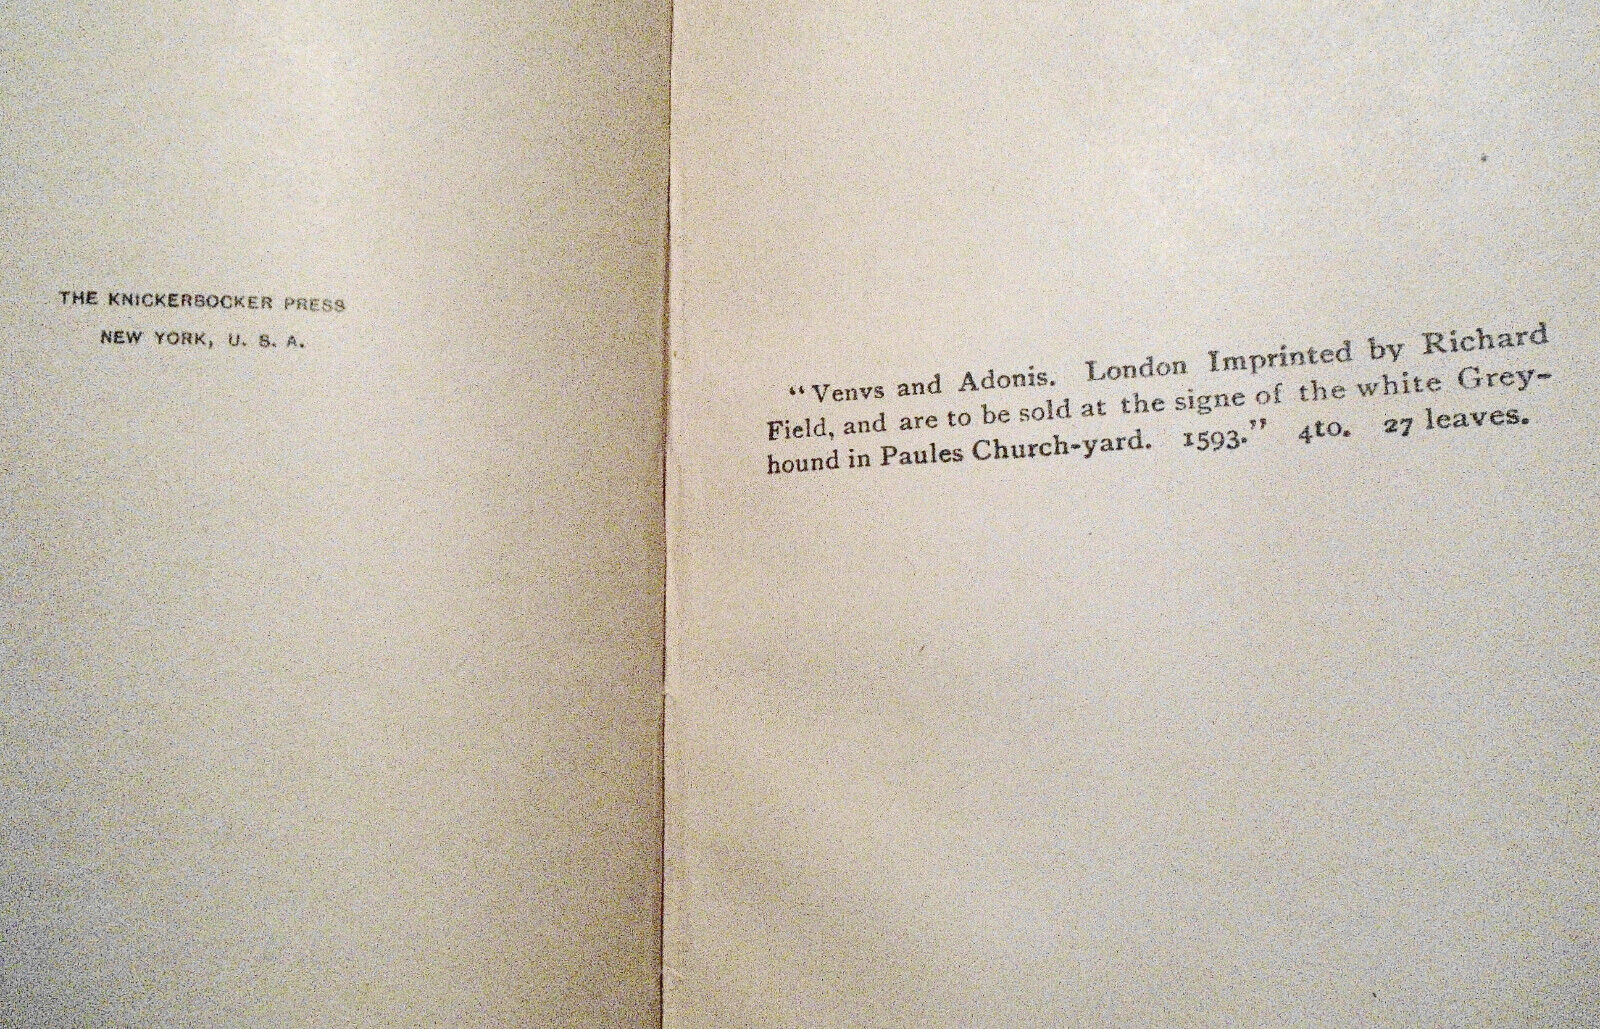 THE KNICKERBOCKER PRESS
NEW YORK, U. S. A.
"Venvs and Adonis. London Imprinted by Richard
Field, and are to be sold at the signe of the white Grey-
hound in Paules Church-yard. 1593." 4to. 27 leaves.